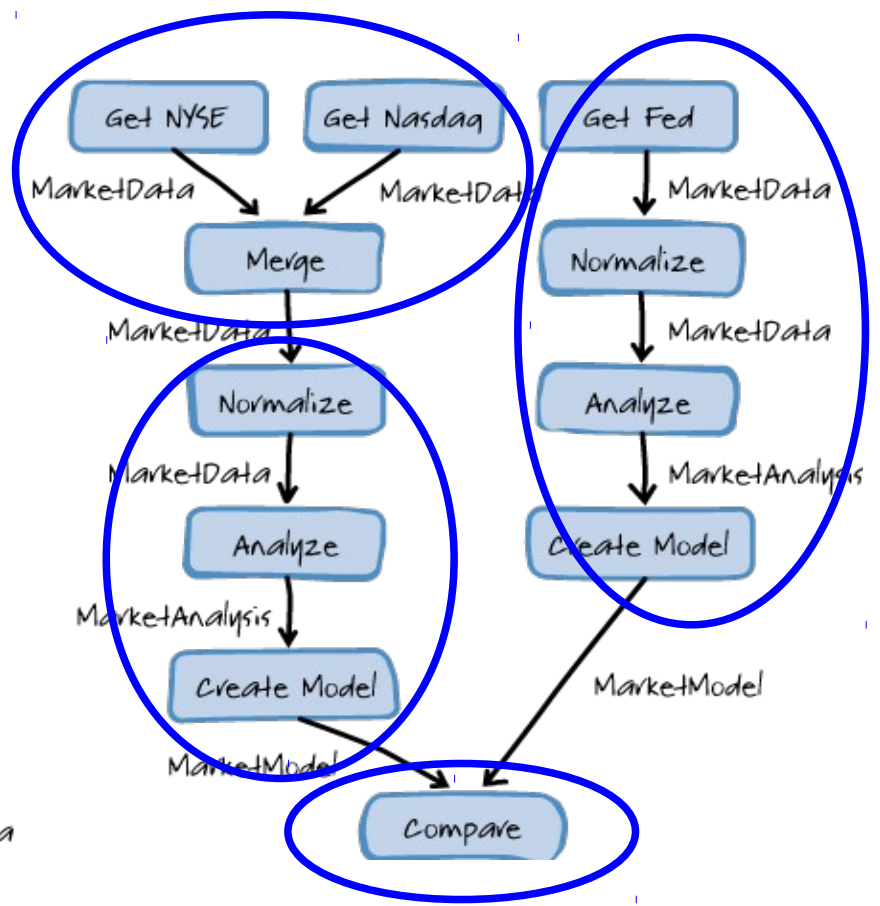 Get NYSE
Get Nasdaq
Get Fed
MarketData
MarketData
MarketData
Merge
Normalize
MarketData
MarketData
Normalize
Analyze
MarketData
MarketAnalysis
Analyze
Create Model
MarketAnalysis
Create Model
MarketModel
MarketModel
Compare
a